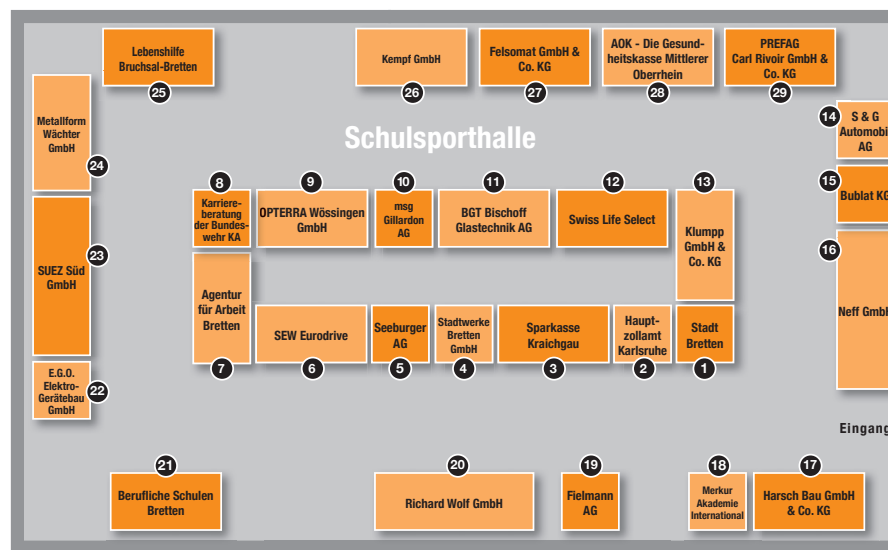 Lebenshilfe
Bruchsal-Bretten
25
Kempf GmbH
26
Felsomat GmbH &
Co. KG
27
AOK - Die Gesund-
heitskasse Mittlerer
Oberrhein
28
PREFAG
Carl Rivoir GmbH &
Co. KG
29
Metallform
Wächter
GmbH
24
Schulsporthalle
14
S & G
Automobi
AG
8
Karriere-
beratung
der Bundes-
wehr KA
9
OPTERRA Wössingen
GmbH
10
msg
Gillardon
AG
11
BGT Bischoff
Glastechnik AG
12
Swiss Life Select
13
Klumpp
GmbH &
Co. KG
15
Bublat KG
23
SUEZ Süd
GmbH
16
Neff GmbH
Agentur
für Arbeit
Bretten
7
SEW Eurodrive
6
Seeburger
AG
5
Stadtwerke
Bretten
GmbH
4
Sparkasse
Kraichgau
3
Haupt-
zollamt
Karlsruhe
2
Stadt
Bretten
1
E.G.O.
Elektro-
Gerätebau
GmbH
22
Eingang
21
Berufliche Schulen
Bretten
20
Richard Wolf GmbH
19
Fielmann
AG
18
Merkur
Akademie
International
17
Harsch Bau GmbH
& Co. KG